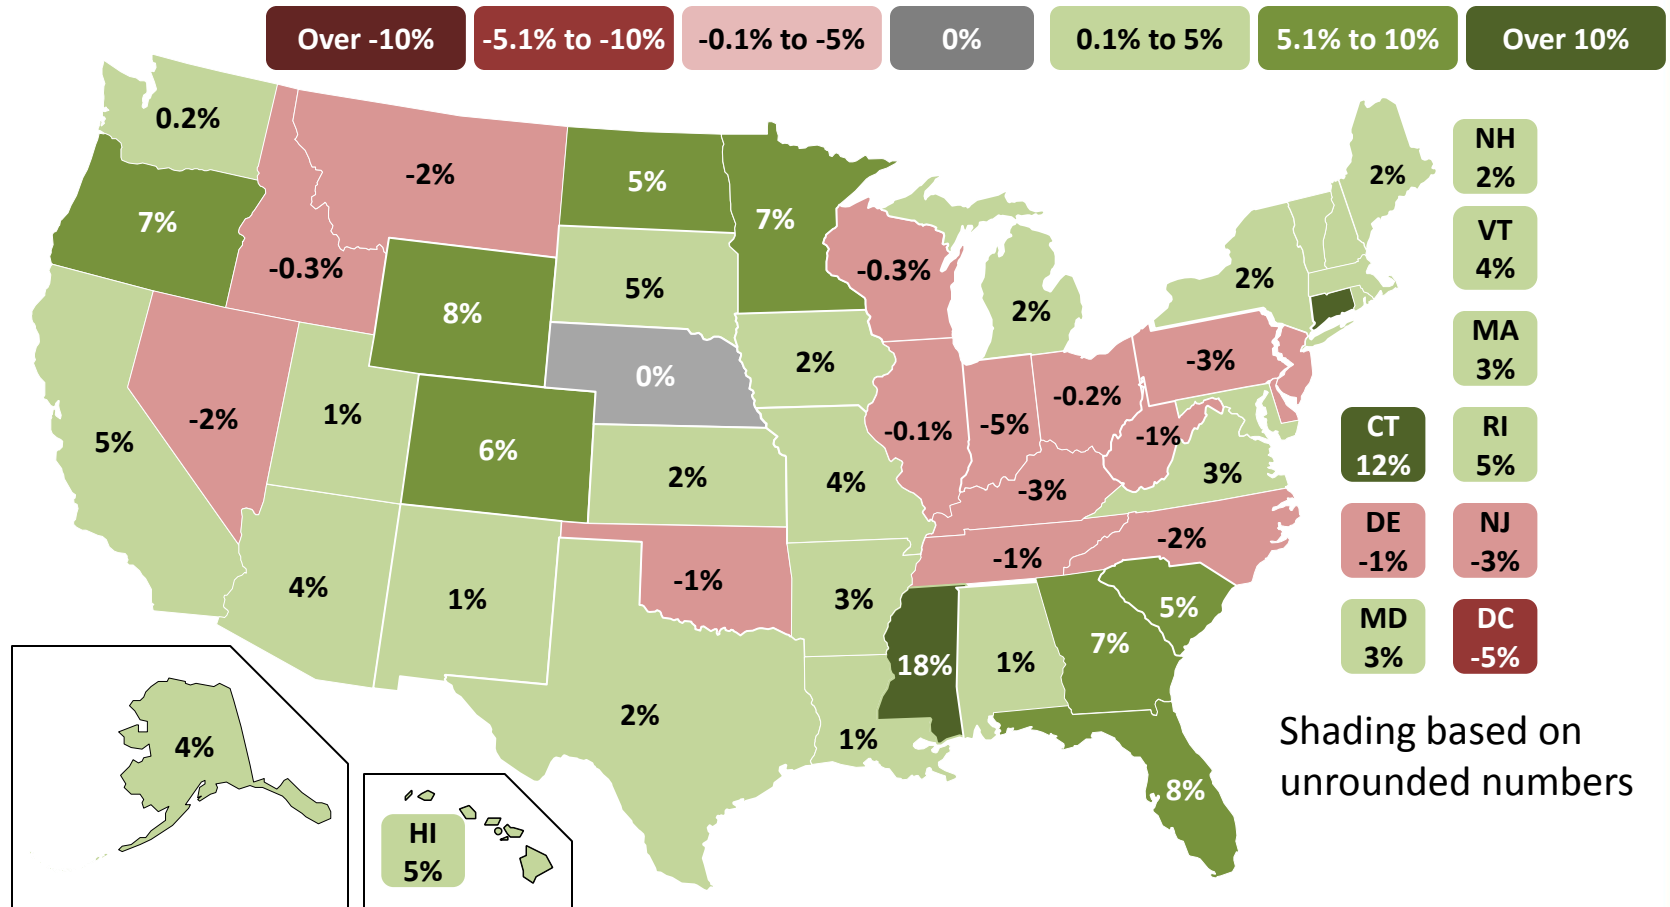 Over -10%
-5.1% to -10%
-0.1% to -5%
0%
0.1% to 5%
5.1% to 10%
Over 10%
0.2%
-2%
5%
7%
7%
-0.3%
8%
5%
-0.3%
2%
2%
2%
NH
2%
VT
4%
MA
3%
CT
12%
RI
5%
DE
-1%
NJ
-3%
MD
3%
DC
-5%
5%
-2%
1%
6%
0%
2%
2%
4%
-0.1%
-5%
-0.2%
-3%
-1%
3%
-3%
-2%
-1%
4%
1%
-1%
3%
18%
1%
7%
5%
2%
1%
8%
4%
HI
5%
Shading based on
unrounded numbers